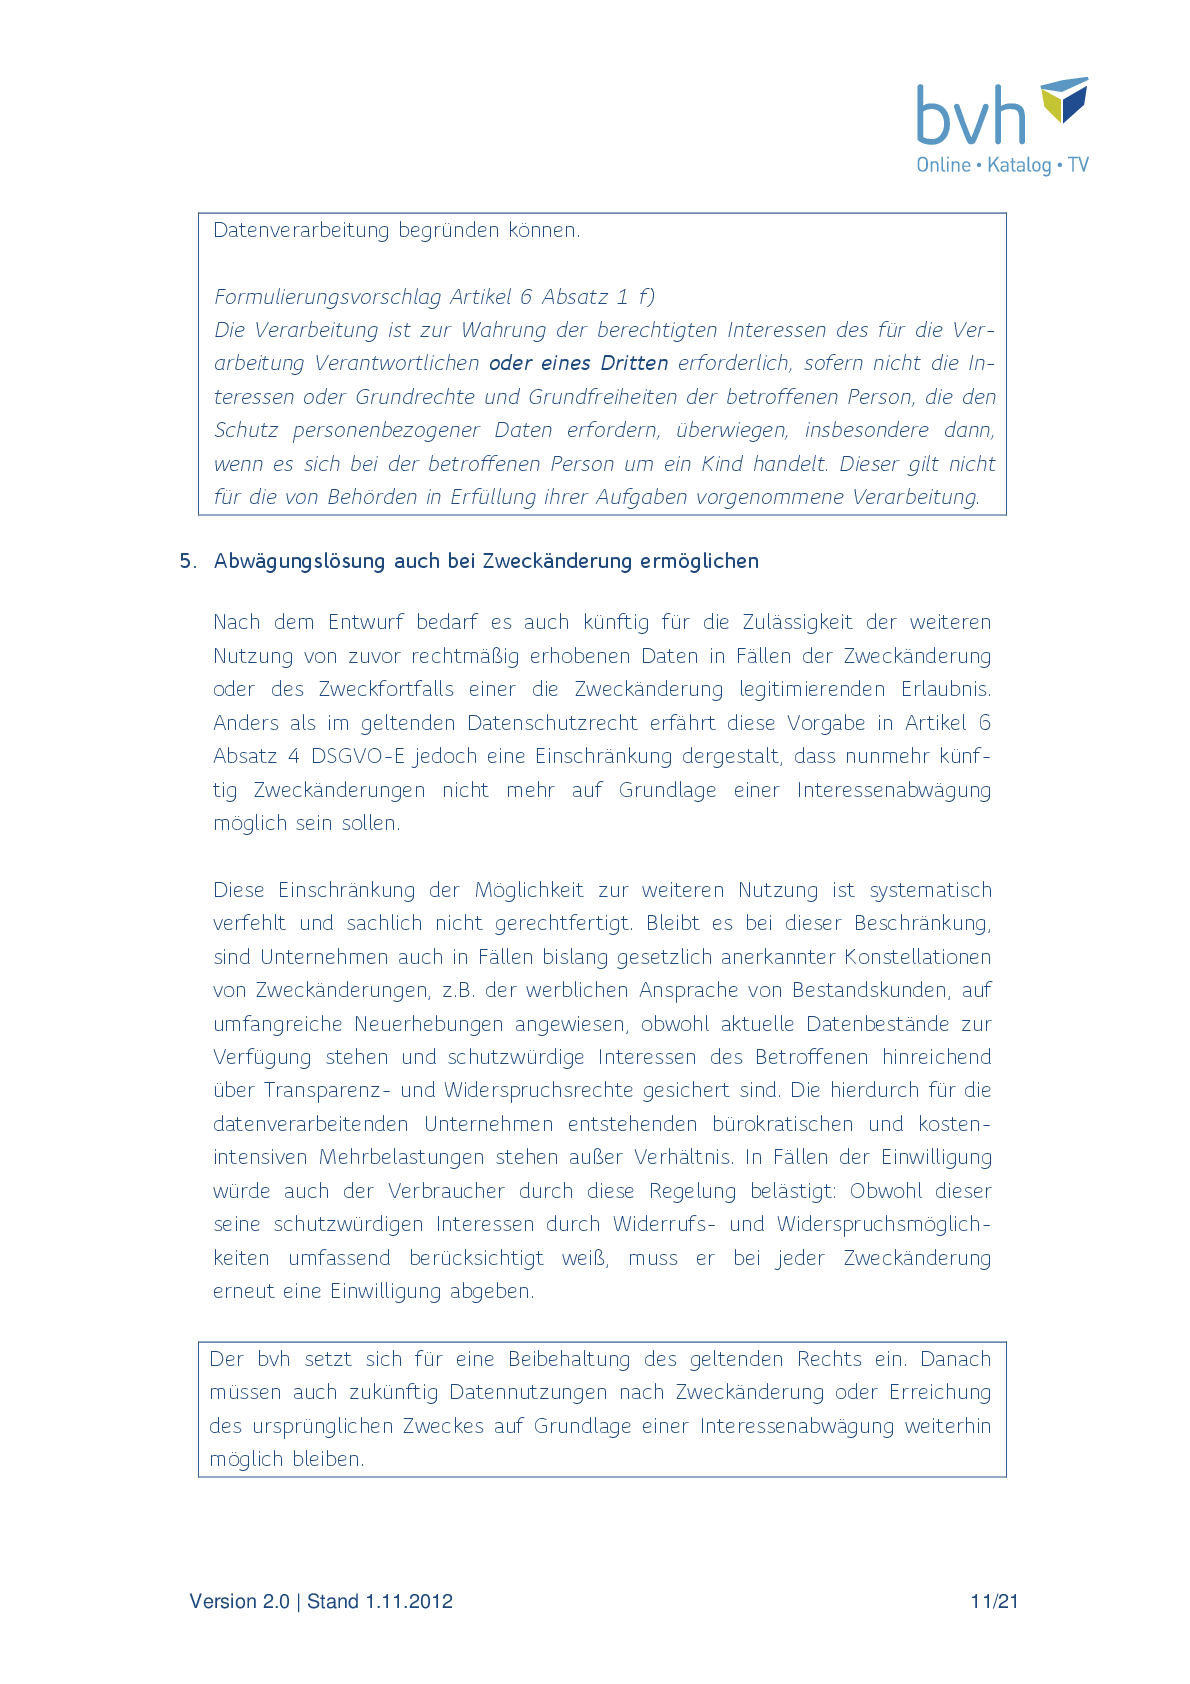 bvh
Online • Katalog • TV
Datenverarbeitung begründen können.
Formulierungsvorschlag Artikel 6 Absatz 1 f)
Die Verarbeitung ist zur Wahrung der berechtigten Interessen des für die Ver-
arbeitung Verantwortlichen oder eines Dritten erforderlich, sofern nicht die In-
teressen oder Grundrechte und Grundfreiheiten der betroffenen Person, die den
Schutz personenbezogener Daten erfordern, überwiegen, insbesondere dann,
wenn es sich bei der betroffenen Person um ein Kind handelt. Dieser gilt nicht
für die von Behörden in Erfüllung ihrer Aufgaben vorgenommene Verarbeitung.
5. Abwägungslösung auch bei Zweckänderung ermöglichen
Nach dem Entwurf bedarf es auch künftig für die Zulässigkeit der weiteren
Nutzung von zuvor rechtmäßig erhobenen Daten in Fällen der Zweckänderung
oder des Zweckfortfalls einer die Zweckänderung legitimierenden Erlaubnis.
Anders als im geltenden Datenschutzrecht erfährt diese Vorgabe in Artikel 6
Absatz 4 DSGVO-E jedoch eine Einschränkung dergestalt, dass nunmehr künf-
tig Zweckänderungen nicht mehr auf Grundlage einer Interessenabwägung
möglich sein sollen.
Diese Einschränkung der Möglichkeit zur weiteren Nutzung ist systematisch
verfehlt und sachlich nicht gerechtfertigt. Bleibt es bei dieser Beschränkung,
sind Unternehmen auch in Fällen bislang gesetzlich anerkannter Konstellationen
von Zweckänderungen, z.B. der werblichen Ansprache von Bestandskunden, auf
umfangreiche Neuerhebungen angewiesen, obwohl aktuelle Datenbestände zur
Verfügung stehen und schutzwürdige Interessen des Betroffenen hinreichend
über Transparenz- und Widerspruchsrechte gesichert sind. Die hierdurch für die
datenverarbeitenden Unternehmen entstehenden bürokratischen und kosten-
intensiven Mehrbelastungen stehen außer Verhältnis. In Fällen der Einwilligung
würde auch der Verbraucher durch diese Regelung belästigt: Obwohl dieser
seine schutzwürdigen Interessen durch Widerrufs- und Widerspruchsmöglich-
keiten umfassend berücksichtigt weiß, muss er bei jeder Zweckänderung
erneut eine Einwilligung abgeben.
Der bvh setzt sich für eine Beibehaltung des geltenden Rechts ein. Danach
müssen auch zukünftig Datennutzungen nach Zweckänderung oder Erreichung
des ursprünglichen Zweckes auf Grundlage einer Interessenabwägung weiterhin
möglich bleiben.
Version 2.0 | Stand 1.11.2012 11/21